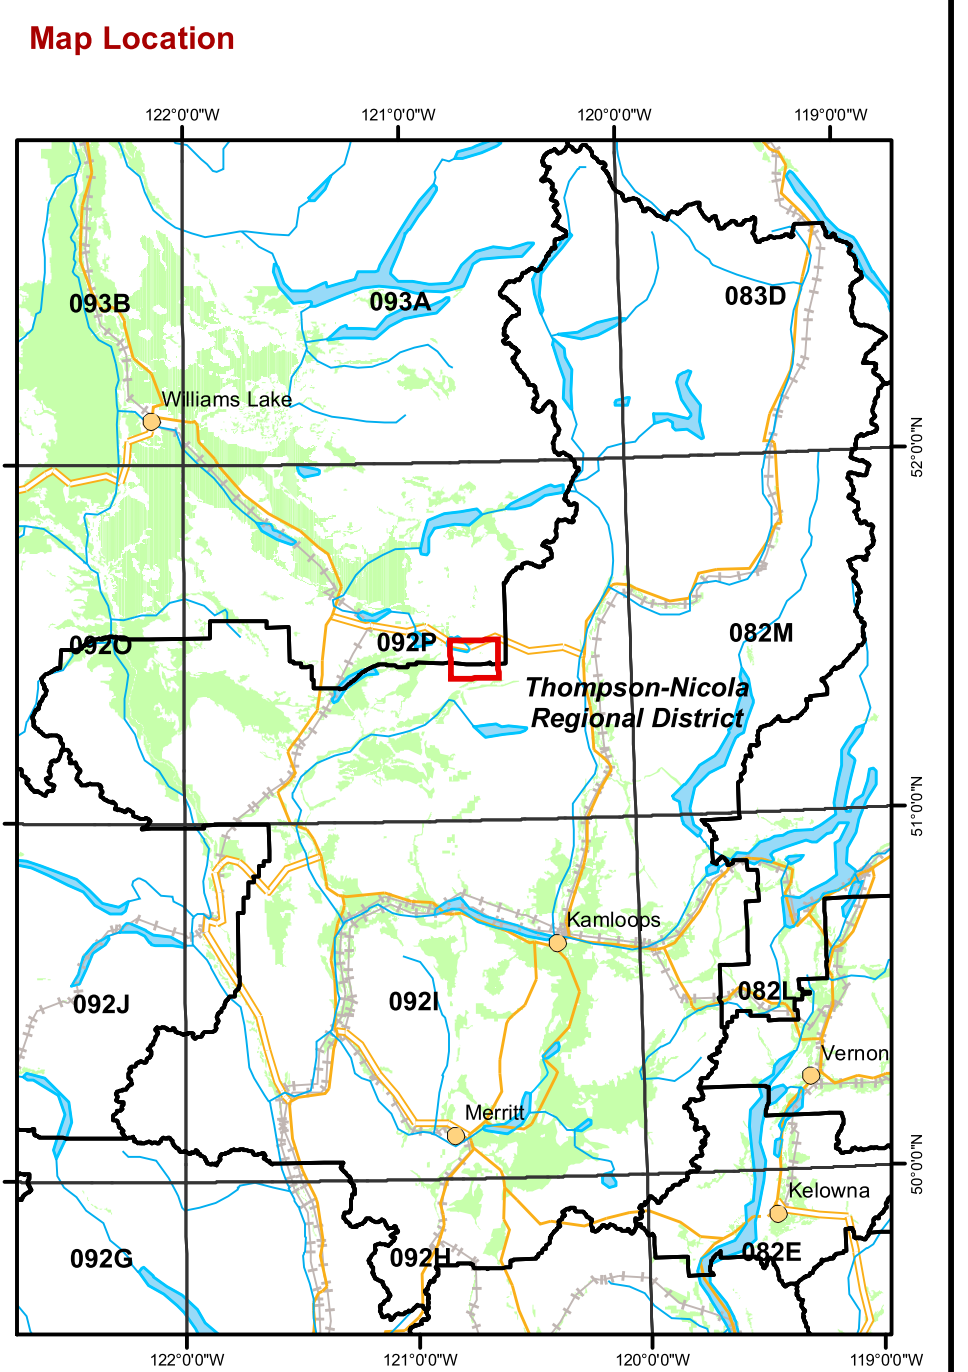 Map Location
122°0'0"W 121°0'0"W 120°0'0"W 119°0'0"W
083D
093B 093A
Williams Lake
52°0'0"N
082M
092O 092P
Thompson-Nicola
Regional District
51°0'0"N
Kamloops
082L
092J 092I
Vernon
Merritt
50°0'0"N
Kelowna
082E
092G 092H
122°0'0"W 121°0'0"W 120°0'0"W 119°0'0"W